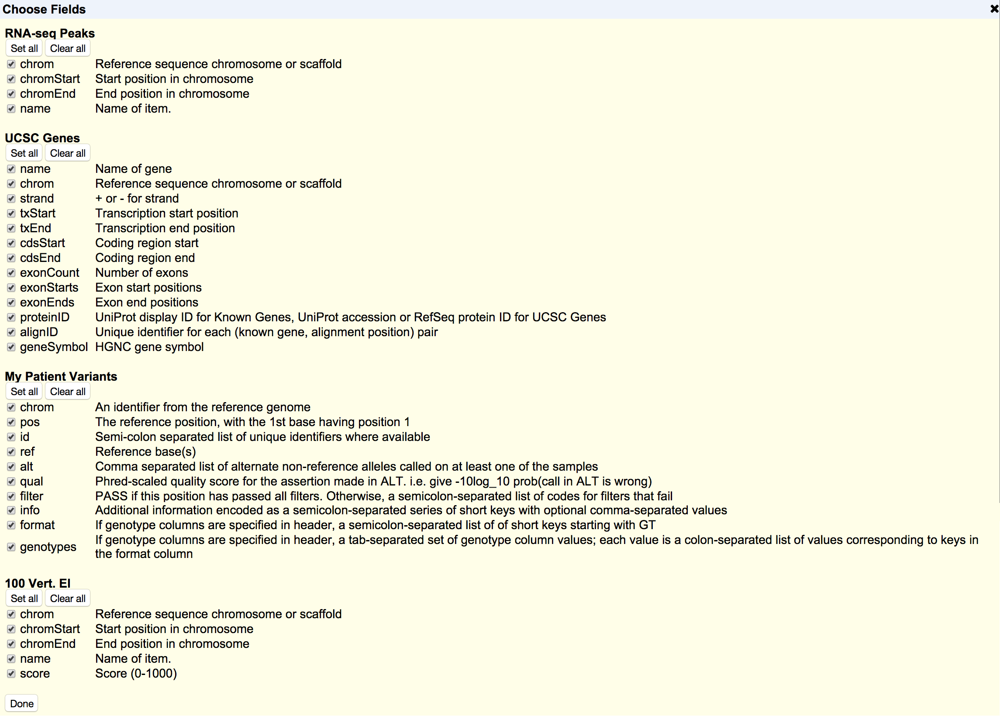 Choose Fields
RNA-seq Peaks
Set all Clear all
chrom Reference sequence chromosome or scaffold
chromStart Start position in chromosome
chromEnd End position in chromosome
name Name of item.
UCSC Genes
Set all Clear all
name Name of gene
chrom Reference sequence chromosome or scaffold
strand + or - for strand
txStart Transcription start position
txEnd Transcription end position
cdsStart Coding region start
cdsEnd Coding region end
exonCount Number of exons
exonStarts Exon start positions
exonEnds Exon end positions
proteinID UniProt display ID for Known Genes, UniProt accession or RefSeq protein ID for UCSC Genes
alignID Unique identifier for each (known gene, alignment position) pair
geneSymbol HGNC gene symbol
My Patient Variants
Set all Clear all
chrom An identifier from the reference genome
pos The reference position, with the 1st base having position 1
id Semi-colon separated list of unique identifiers where available
ref Reference base(s)
alt Comma separated list of alternate non-reference alleles called on at least one of the samples
qual Phred-scaled quality score for the assertion made in ALT. i.e. give -10log_10 prob(call in ALT is wrong)
filter PASS if this position has passed all filters. Otherwise, a semicolon-separated list of codes for filters that fail
info Additional information encoded as a semicolon-separated series of short keys with optional comma-separated values
format If genotype columns are specified in header, a semicolon-separated list of of short keys starting with GT
genotypes If genotype columns are specified in header, a tab-separated set of genotype column values; each value is a colon-separated list of values corresponding to keys in
the format column
100 Vert. El
Set all Clear all
chrom Reference sequence chromosome or scaffold
chromStart Start position in chromosome
chromEnd End position in chromosome
name Name of item.
score Score (0-1000)
Done